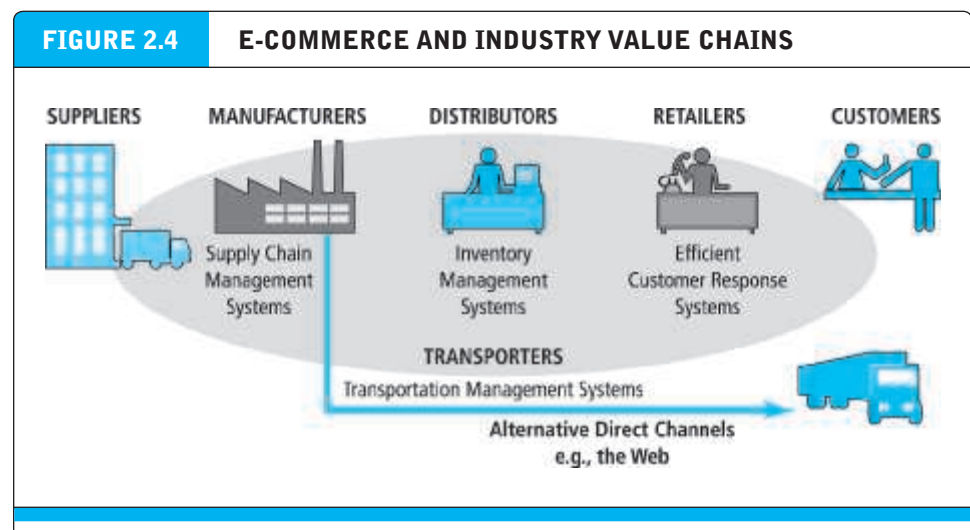 FIGURE 2.4 E-COMMERCE AND INDUSTRY VALUE CHAINS
SUPPLIERS MANUFACTURERS DISTRIBUTORS RETAILERS CUSTOMERS
Supply Chain
Management
Systems
Inventory
Management
Systems
Efficient
Customer Response
Systems
TRANSPORTERS
Transportation Management Systems
Alternative Direct Channels
e.g., the Web